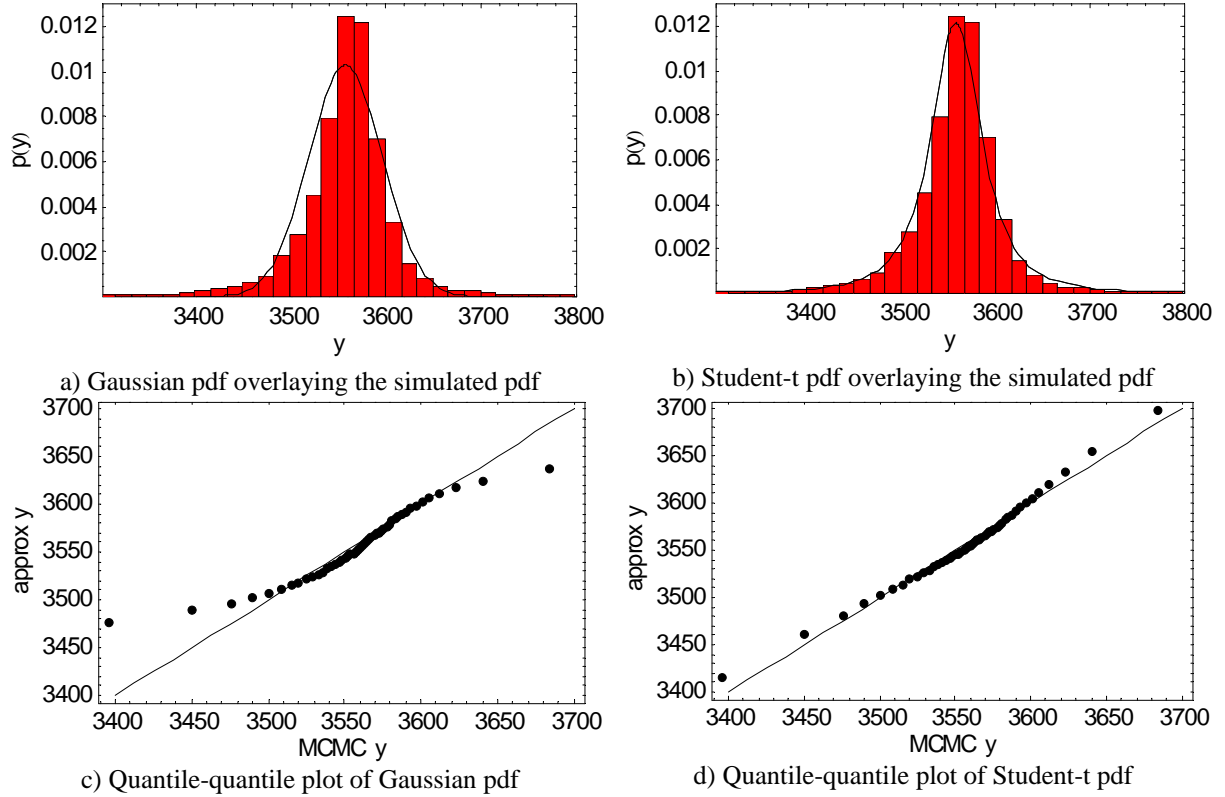 0.012
0.01
0.008
0.006
0.004
0.002
p(y)
3400 3500 3600 3700 3800
y
a) Gaussian pdf overlaying the simulated pdf
0.012
0.01
0.008
0.006
0.004
0.002
p(y)
3400 3500 3600 3700 3800
y
b) Student-t pdf overlaying the simulated pdf
3700
3650
3600
3550
3500
3450
3400
approx y
3400 3450 3500 3550 3600 3650 3700
MCMC y
c) Quantile-quantile plot of Gaussian pdf
3700
3650
3600
3550
3500
3450
3400
approx y
3400 3450 3500 3550 3600 3650 3700
MCMC y
d) Quantile-quantile plot of Student-t pdf